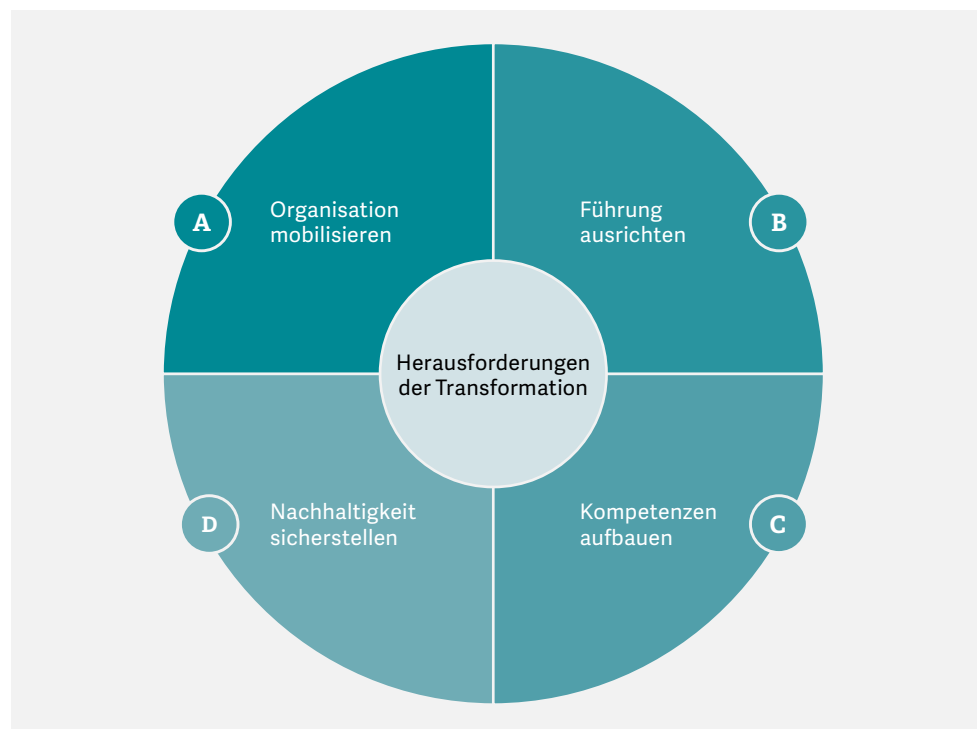 A
Organisation
mobilisieren
Führung
ausrichten
B
Herausforderungen
der Transformation
D
Nachhaltigkeit
sicherstellen
Kompetenzen
aufbauen
C